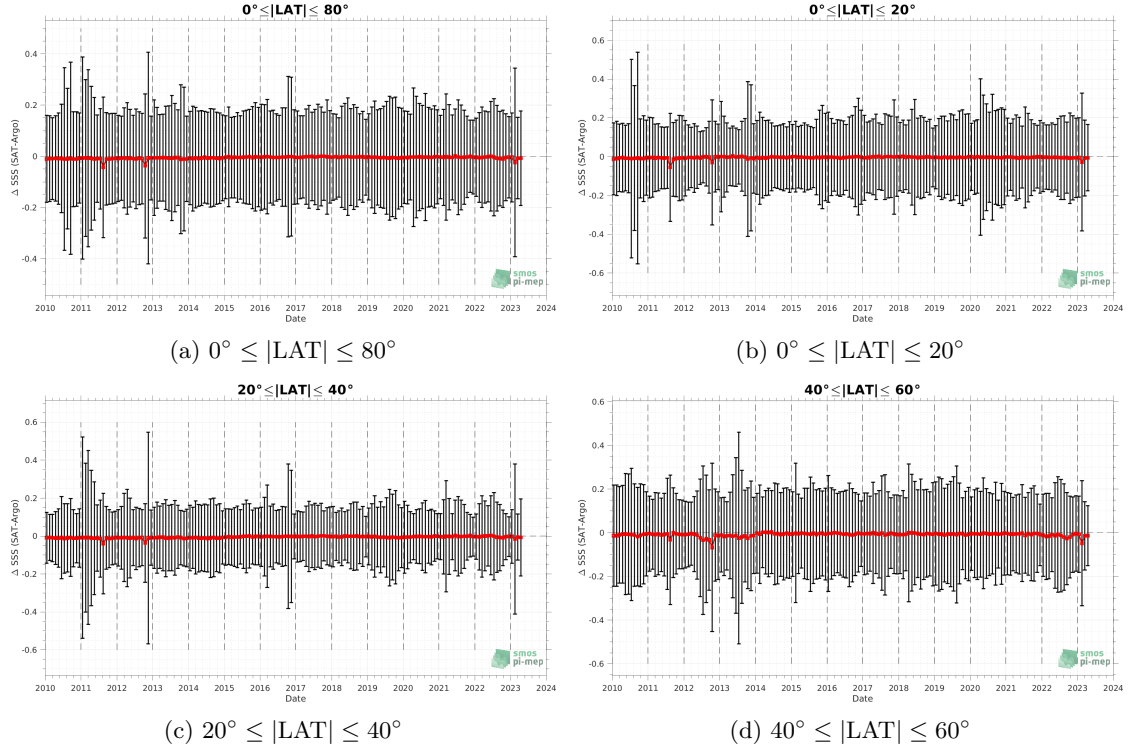 0°≤|LAT|≤ 80°
Δ SSS (SAT-Argo)
0.4
0.2
0
-0.2
-0.4
2010 2011 2012 2013 2014 2015 2016 2017 2018 2019 2020 2021 2022 2023 2024
Date
smos
pi-mep
(a) 0° ≤ |LAT| ≤ 80°
0°≤|LAT|≤ 20°
Δ SSS (SAT-Argo)
0.6
0.4
0.2
0
-0.2
-0.4
-0.6
2010 2011 2012 2013 2014 2015 2016 2017 2018 2019 2020 2021 2022 2023 2024
Date
smos
pi-mep
(b) 0° ≤ |LAT| ≤ 20°
20°≤|LAT|≤ 40°
Δ SSS (SAT-Argo)
0.6
0.4
0.2
0
-0.2
-0.4
-0.6
2010 2011 2012 2013 2014 2015 2016 2017 2018 2019 2020 2021 2022 2023 2024
Date
smos
pi-mep
(c) 20° ≤ |LAT| ≤ 40°
40°≤|LAT|≤ 60°
Δ SSS (SAT-Argo)
0.6
0.4
0.2
0
-0.2
-0.4
-0.6
2010 2011 2012 2013 2014 2015 2016 2017 2018 2019 2020 2021 2022 2023 2024
Date
smos
pi-mep
(d) 40° ≤ |LAT| ≤ 60°